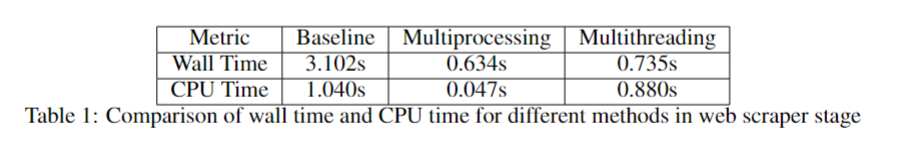 Metric Baseline Multiprocessing Multithreading
Wall Time 3.102s 0.634s 0.735s
CPU Time 1.040s 0.047s 0.880s
Table 1: Comparison of wall time and CPU time for different methods in web scraper stage